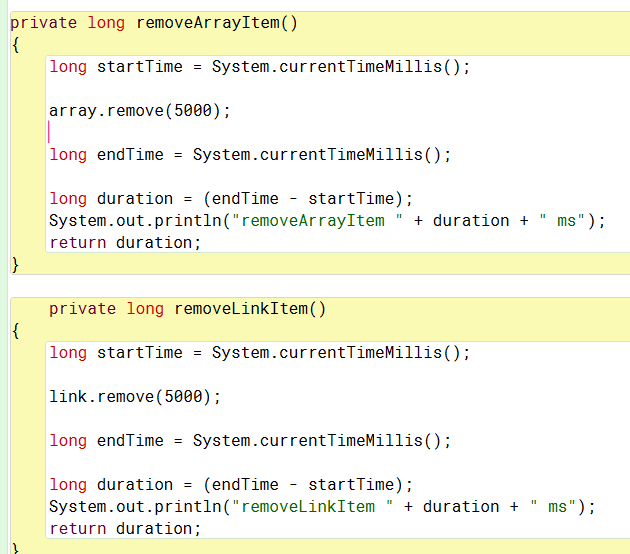 private long removeArrayItem()
{
long startTime = System.currentTimeMillis();
array.remove(5000);
long endTime = System.currentTimeMillis();
long duration = (endTime - startTime);
System.out.println("removeArrayItem " + duration + " ms");
return duration;
}
private long removeLinkItem()
{
long startTime = System.currentTimeMillis();
link.remove(5000);
long endTime = System.currentTimeMillis();
long duration = (endTime - startTime);
System.out.println("removeLinkItem " + duration + " ms");
return duration;
}